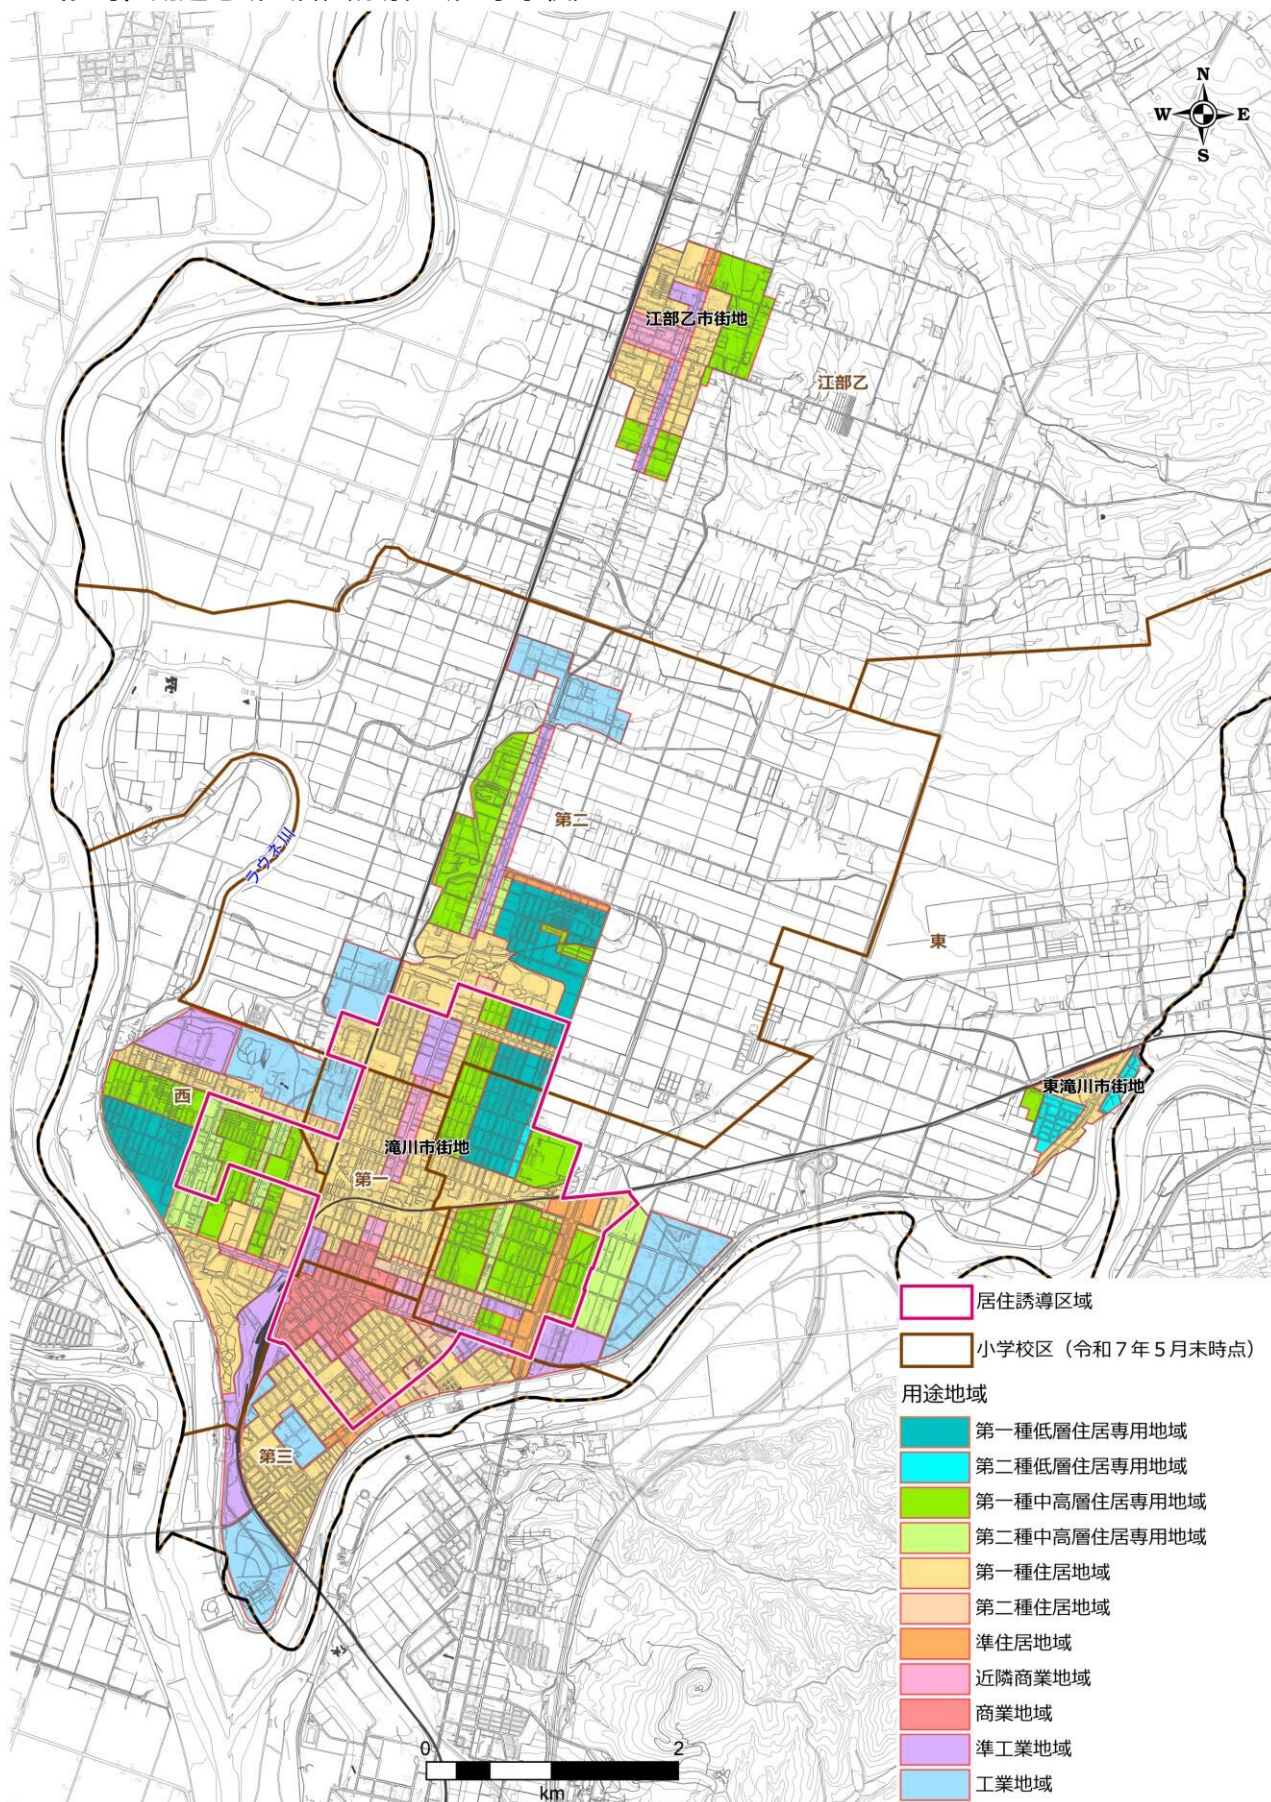 N
W E
S
江部乙市街地
江部乙
第二
ラウネ川
東
東滝川市街地
西
滝川市街地
第一
第三
居住誘導区域
小学校区（令和７年５月末時点）
用途地域
第一種低層住居専用地域
第二種低層住居専用地域
第一種中高層住居専用地域
第二種中高層住居専用地域
第一種住居地域
第二種住居地域
準住居地域
近隣商業地域
商業地域
準工業地域
工業地域
0 2
km